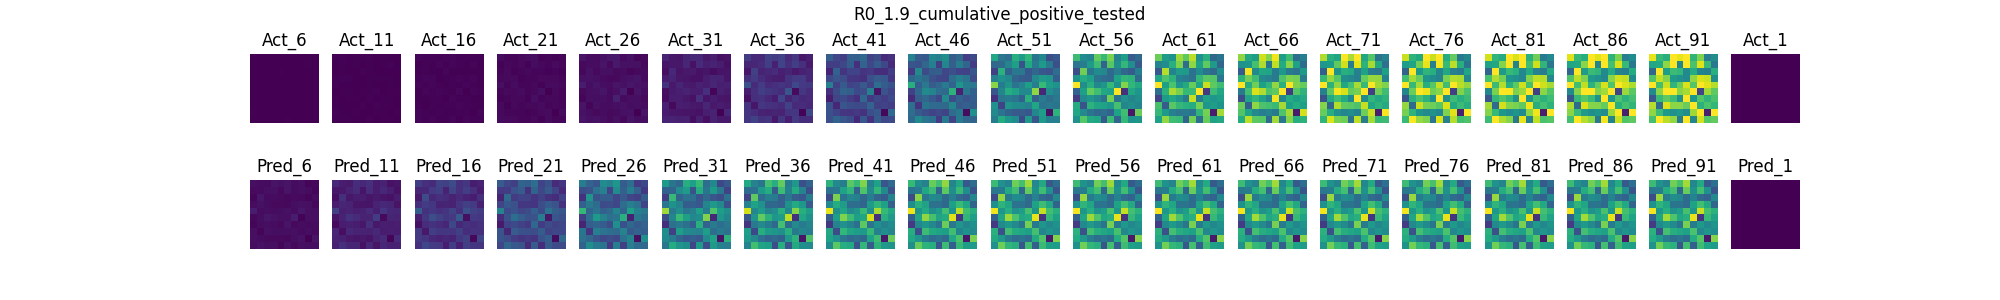 R0_1.9_cumulative_positive_tested
Act_6 Act_11 Act_16 Act_21 Act_26 Act_31 Act_36 Act_41 Act_46 Act_51 Act_56 Act_61 Act_66 Act_71 Act_76 Act_81 Act_86 Act_91 Act_1
Pred_6 Pred_11 Pred_16 Pred_21 Pred_26 Pred_31 Pred_36 Pred_41 Pred_46 Pred_51 Pred_56 Pred_61 Pred_66 Pred_71 Pred_76 Pred_81 Pred_86 Pred_91 Pred_1